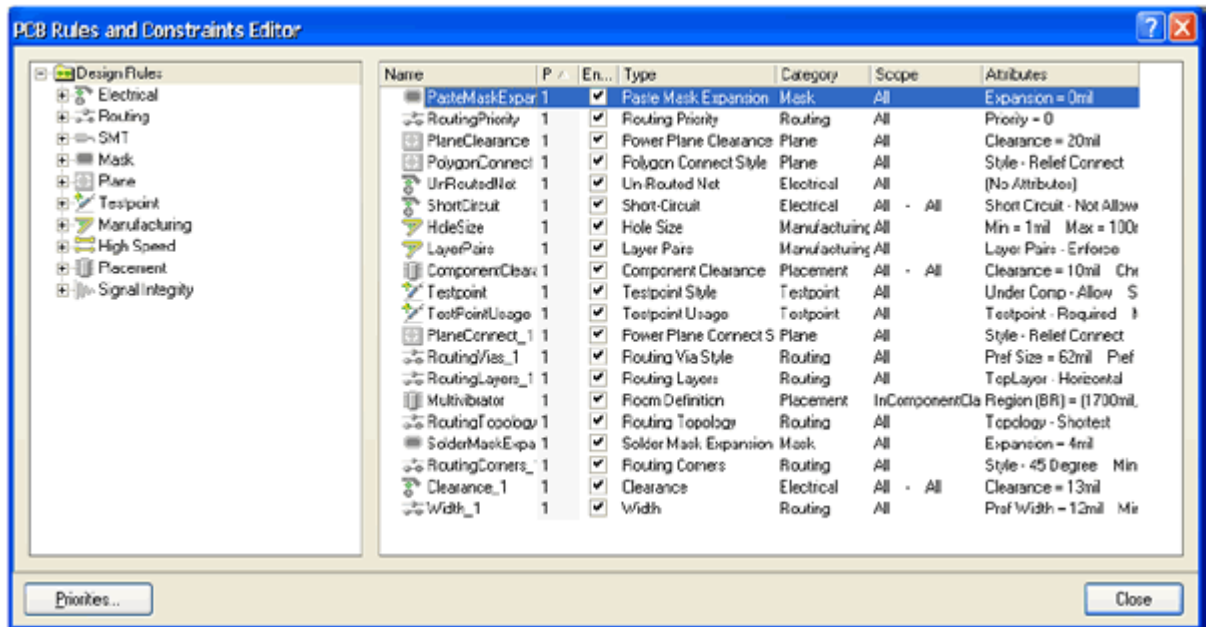 PCB Rules and Constraints Editor
Design Rules
Electrical
Routing
SMT
Mask
Plane
Testpoint
Manufacturing
High Speed
Placement
Signal Integrity
Name P En... Type Category Scope Attributes
PasteMaskExpar 1 Paste Mask Expansion Mask All Expansion = 0mil
RoutingPriority 1 Routing Priority Routing All Priority = 0
PlaneClearance 1 Power Plane Clearance Plane All Clearance = 20mil
PolygonConnect 1 Polygon Connect Style Plane All Style - Relief Connect
UnRoutedNet 1 Un-Routed Net Electrical All (No Attributes)
ShortCircuit 1 Short-Circuit Electrical All - All Short Circuit - Not Allowe
HoleSize 1 Hole Size Manufacturing All Min = 1mil Max = 100r
LayerPairs 1 Layer Pairs Manufacturing All Layer Pairs - Enforce
ComponentClear 1 Component Clearance Placement All - All Clearance = 10mil Che
Testpoint 1 Testpoint Style Testpoint All Under Comp - Allow S
TestPointUsage 1 Testpoint Usage Testpoint All Testpoint - Required
PlaneConnect_1 1 Power Plane Connect S Plane All Style - Relief Connect
RoutingVias_1 1 Routing Via Style Routing All Pref Size = 62mil Pref
RoutingLayers_1 1 Routing Layers Routing All TopLayer - Horizontal
Multivibrator 1 Room Definition Placement InComponentCla Region (BR) = (1700mil,
RoutingTopology 1 Routing Topology Routing All Topology - Shortest
SolderMaskExpa 1 Solder Mask Expansion Mask All Expansion = 4mil
RoutingCorners_ 1 Routing Corners Routing All Style - 45 Degree Min
Clearance_1 1 Clearance Electrical All - All Clearance = 13mil
Width_1 1 Width Routing All Pref Width = 12mil Mir
Priorities...
Close